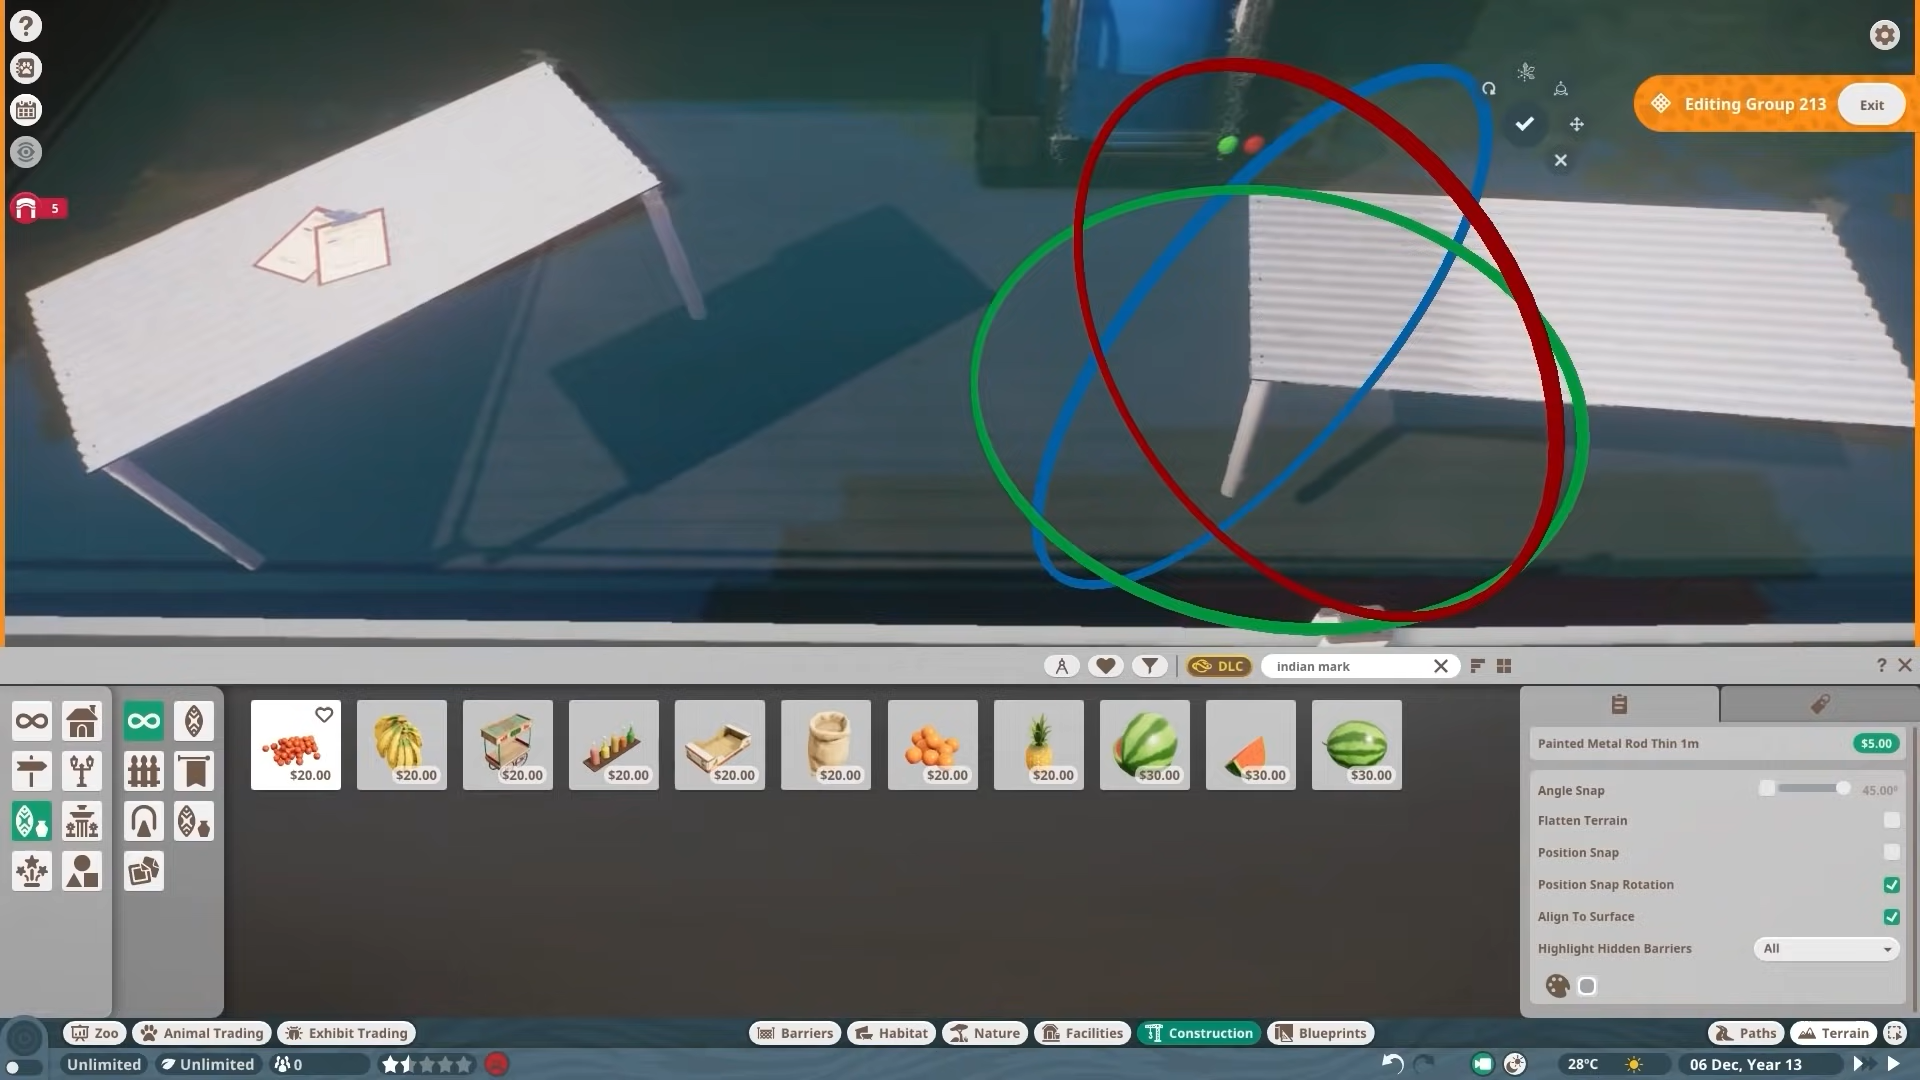 ?
Editing Group 213
Exit
5
DLC
indian mark
?
$20.00
$20.00
$20.00
$20.00
$20.00
$20.00
$20.00
$20.00
$30.00
$30.00
$30.00
Painted Metal Rod Thin 1m
$5.00
Angle Snap
45.00°
Flatten Terrain
Position Snap
Position Snap Rotation
Align To Surface
Highlight Hidden Barriers
All
Zoo
Animal Trading
Exhibit Trading
Barriers
Habitat
Nature
Facilities
Construction
Blueprints
Paths
Terrain
Unlimited
Unlimited
0
28°C
06 Dec, Year 13